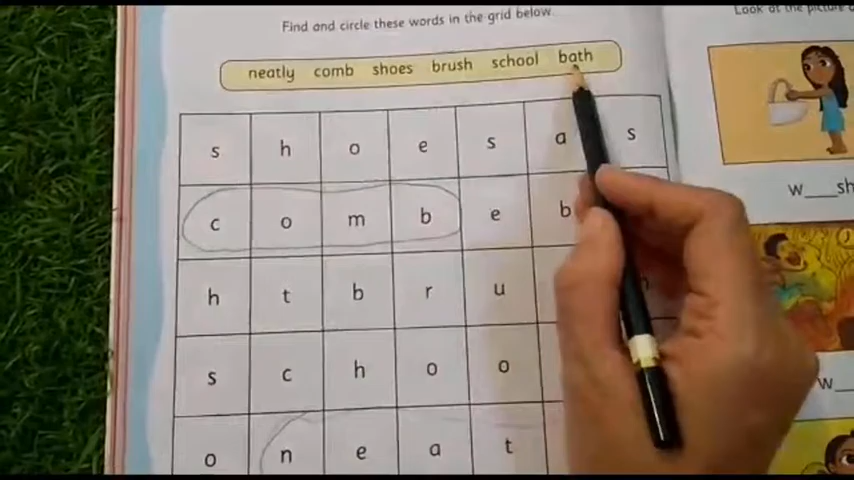 Find and circle these words in the grid below.
Look at the picture
neatly comb shoes brush school bath
s h o e s a s
c o m b e b
h t b r u
s c h o o
o n e a t
w__sh
w